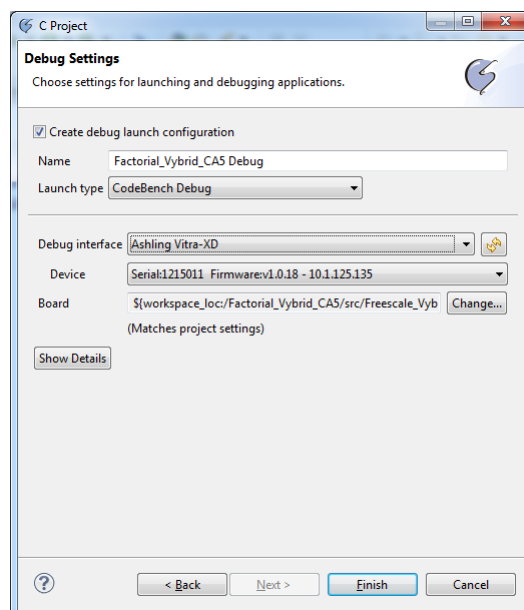 C Project
Debug Settings
Choose settings for launching and debugging applications.
Create debug launch configuration
Name Factorial_Vybrid_CA5 Debug
Launch type CodeBench Debug
Debug interface Ashling Vitra-XD
Device Serial:1215011 Firmware:v1.0.18 - 10.1.125.135
Board ${workspace_loc:/Factorial_Vybrid_CA5/src/Freescale_Vyb Change...
(Matches project settings)
Show Details
? < Back Next > Finish Cancel